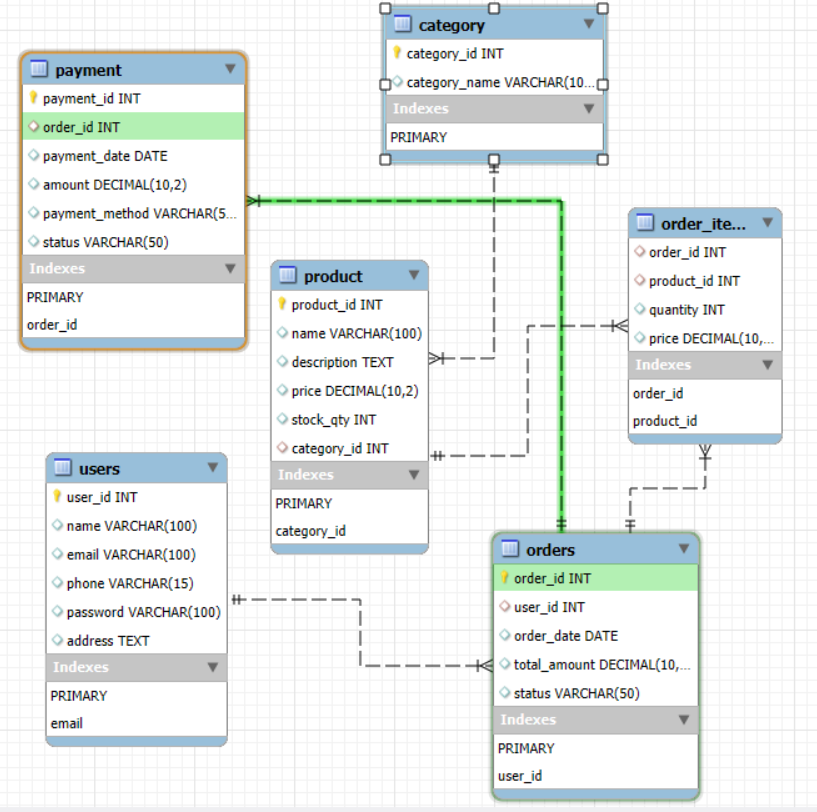 category
category_id INT
category_name VARCHAR(10...
Indexes
PRIMARY
payment
payment_id INT
order_id INT
payment_date DATE
amount DECIMAL(10,2)
payment_method VARCHAR(5...
status VARCHAR(50)
Indexes
PRIMARY
order_id
order_ite...
order_id INT
product_id INT
quantity INT
price DECIMAL(10,...
Indexes
order_id
product_id
product
product_id INT
name VARCHAR(100)
description TEXT
price DECIMAL(10,2)
stock_qty INT
category_id INT
Indexes
PRIMARY
category_id
users
user_id INT
name VARCHAR(100)
email VARCHAR(100)
phone VARCHAR(15)
password VARCHAR(100)
address TEXT
Indexes
PRIMARY
email
orders
order_id INT
user_id INT
order_date DATE
total_amount DECIMAL(10,...
status VARCHAR(50)
Indexes
PRIMARY
user_id